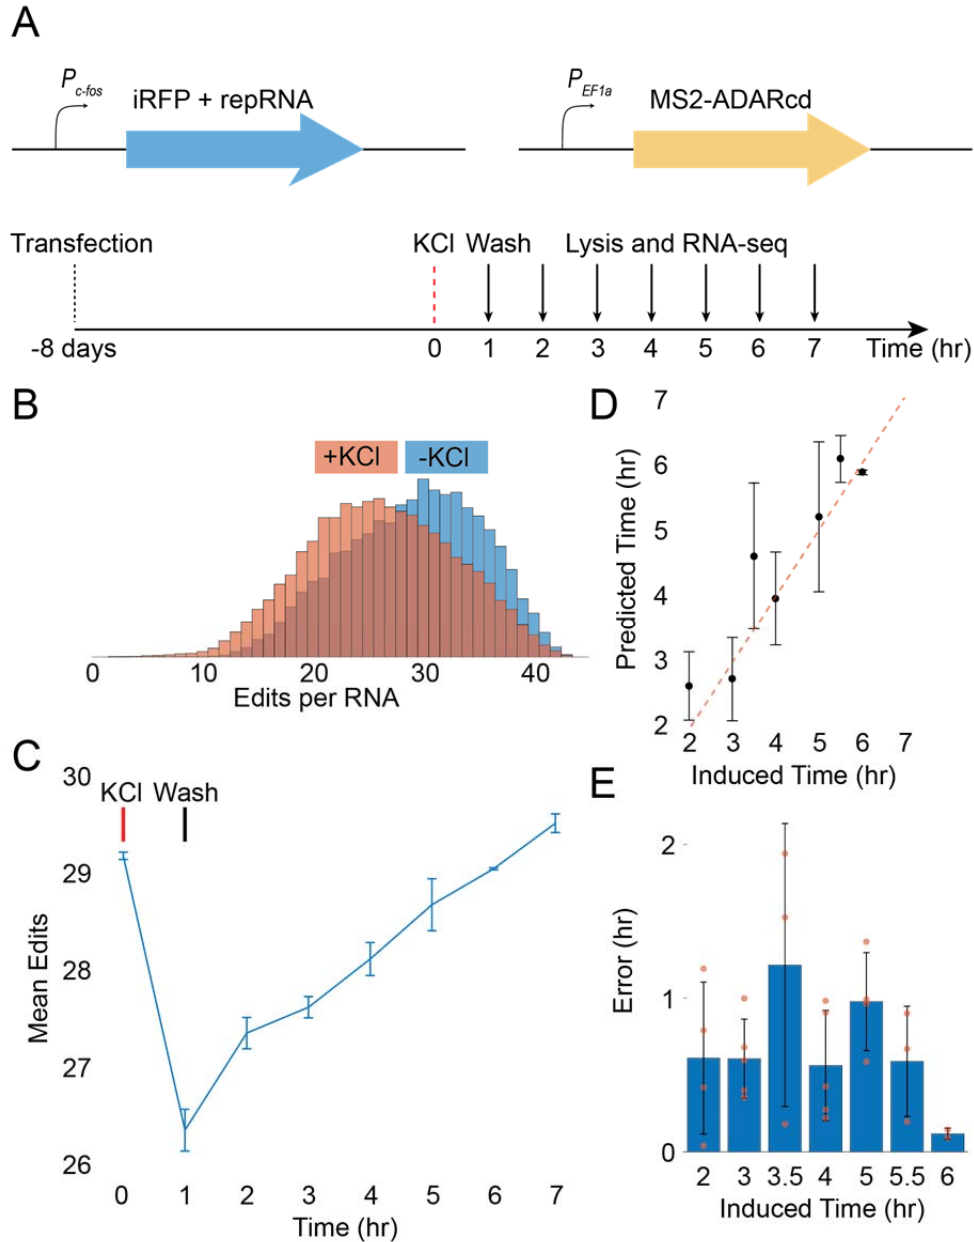 A
P c-fos
iRFP + repRNA
P EF1a
MS2-ADARcd
Transfection
KCl Wash Lysis and RNA-seq
-8 days 0 1 2 3 4 5 6 7 Time (hr)
B
+KCl -KCl
0 10 20 30 40
Edits per RNA
C
KCl Wash
30
29
28
27
26
Mean Edits
0 1 2 3 4 5 6 7
Time (hr)
D
7
6
5
4
3
2
Predicted Time (hr)
2 3 4 5 6 7
Induced Time (hr)
E
2
1
0
Error (hr)
2 3 3.5 4 5 5.5 6
Induced Time (hr)